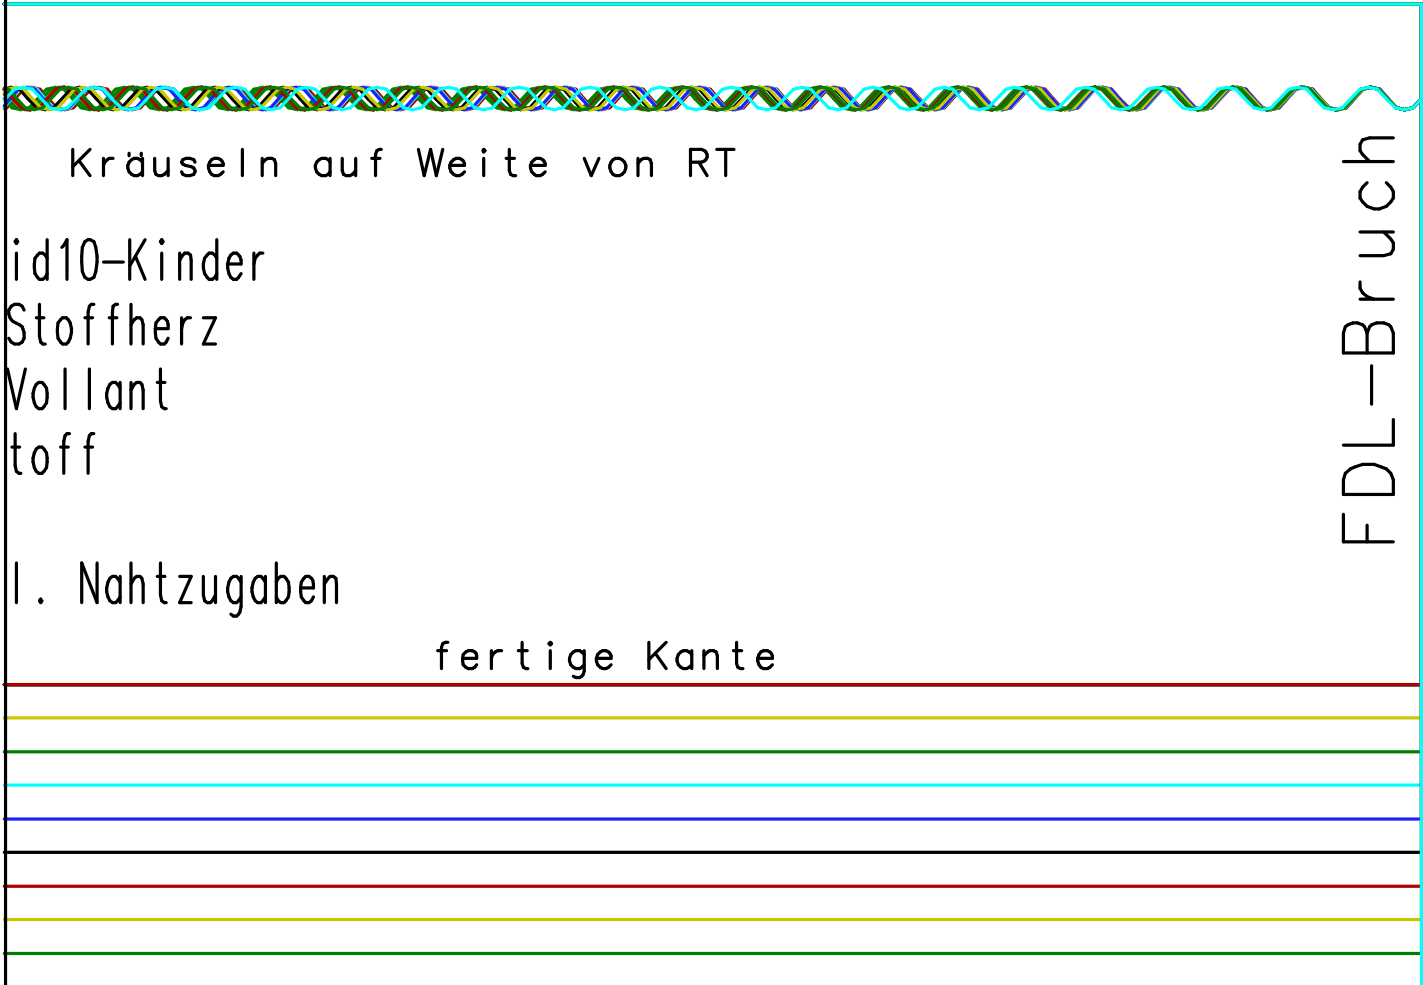 Kräuseln auf Weite von RT
FDL-Bruch
id10-Kinder
Stoffherz
Vollant
toff
l. Nahtzugaben
fertige Kante